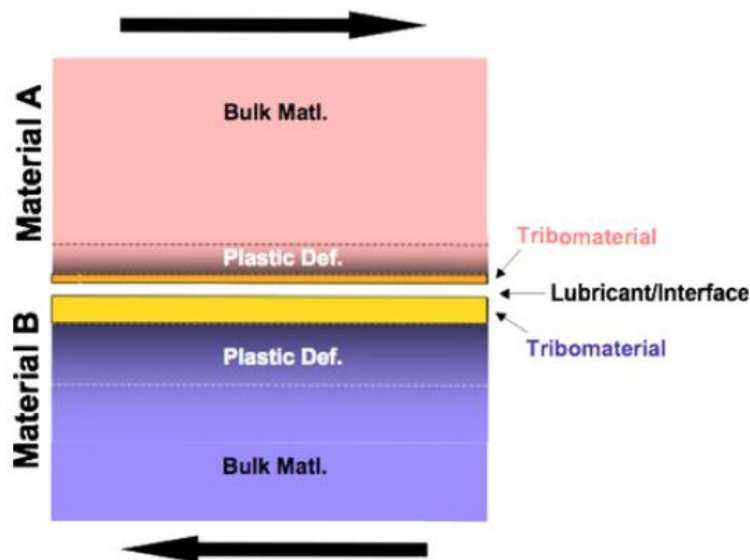 Material A
Bulk Matl.
Plastic Def.
Tribomaterial
Lubricant/Interface
Tribomaterial
Material B
Plastic Def.
Bulk Matl.